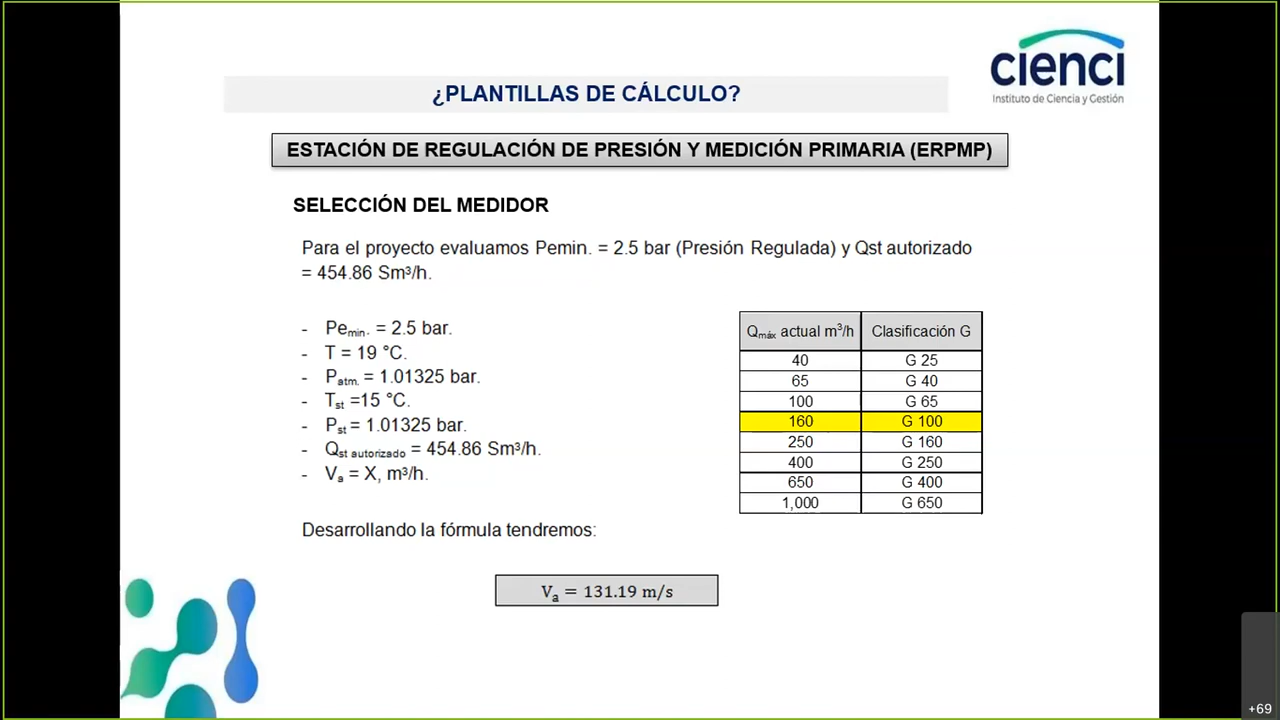 cienci
Instituto de Ciencia y Gestión
¿PLANTILLAS DE CÁLCULO?
ESTACIÓN DE REGULACIÓN DE PRESIÓN Y MEDICIÓN PRIMARIA (ERPMP)
SELECCIÓN DEL MEDIDOR
Para el proyecto evaluamos Pemin. = 2.5 bar (Presión Regulada) y Qst autorizado
= 454.86 Sm³/h.
- Pemin. = 2.5 bar.
- T = 19 °C.
- Patm. = 1.01325 bar.
- Tst =15 °C.
- Pst = 1.01325 bar.
- Qst autorizado = 454.86 Sm³/h.
- Va = X, m³/h.
Qmáx actual m³/h Clasificación G
40 G 25
65 G 40
100 G 65
160 G 100
250 G 160
400 G 250
650 G 400
1,000 G 650
Desarrollando la fórmula tendremos:
Va = 131.19 m/s
+69